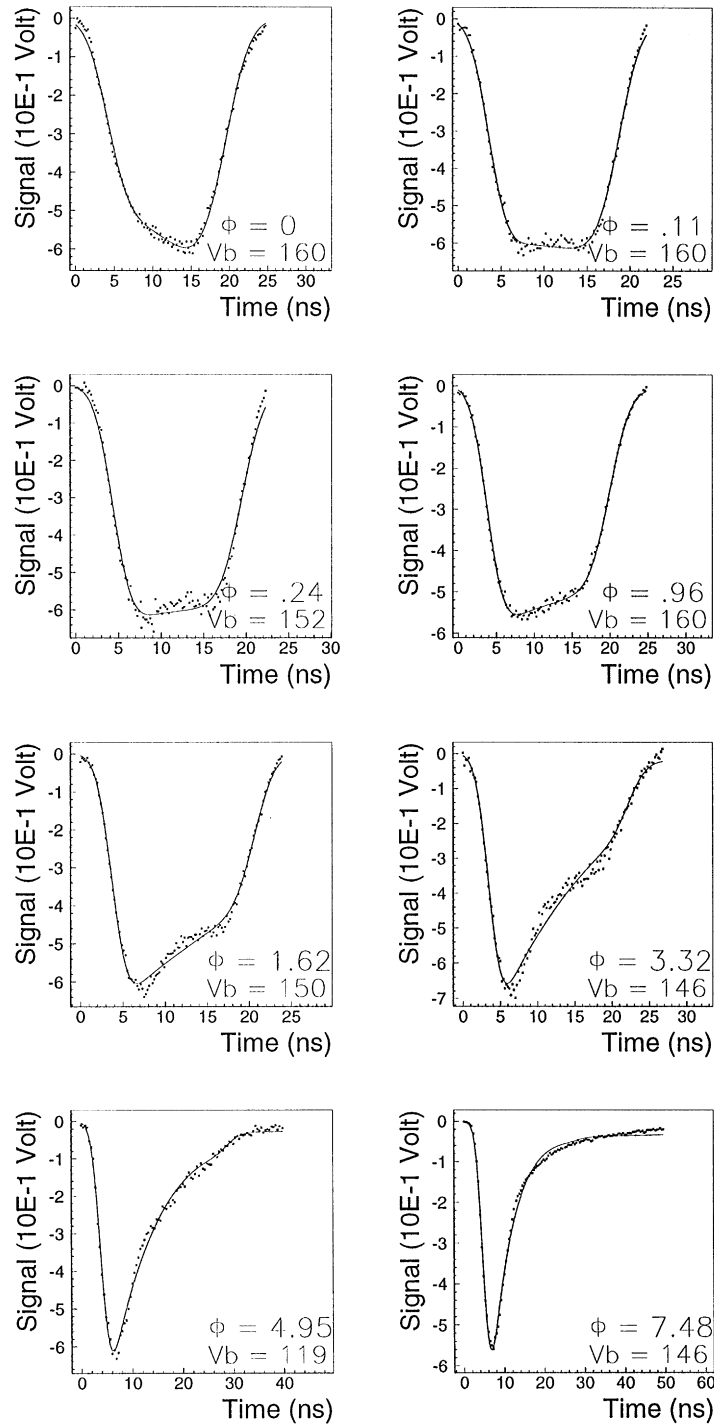 Signal (10E-1 Volt)
0
-1
-2
-3
-4
-5
-6
Φ = 0
Vb = 160
0 5 10 15 20 25 30
Time (ns)
Signal (10E-1 Volt)
0
-1
-2
-3
-4
-5
-6
Φ = .11
Vb = 160
0 5 10 15 20 25 30
Time (ns)
Signal (10E-1 Volt)
0
-1
-2
-3
-4
-5
-6
Φ = .24
Vb = 152
0 5 10 15 20 25 30
Time (ns)
Signal (10E-1 Volt)
0
-1
-2
-3
-4
-5
-6
Φ = .96
Vb = 160
0 5 10 15 20 25 30
Time (ns)
Signal (10E-1 Volt)
0
-1
-2
-3
-4
-5
-6
Φ = 1.62
Vb = 150
0 5 10 15 20 25
Time (ns)
Signal (10E-1 Volt)
0
-1
-2
-3
-4
-5
-6
-7
Φ = 3.32
Vb = 146
0 5 10 15 20 25 30
Time (ns)
Signal (10E-1 Volt)
0
-1
-2
-3
-4
-5
-6
Φ = 4.95
Vb = 119
0 10 20 30 40
Time (ns)
Signal (10E-1 Volt)
0
-1
-2
-3
-4
-5
-6
Φ = 7.48
Vb = 146
0 10 20 30 40 50 60
Time (ns)